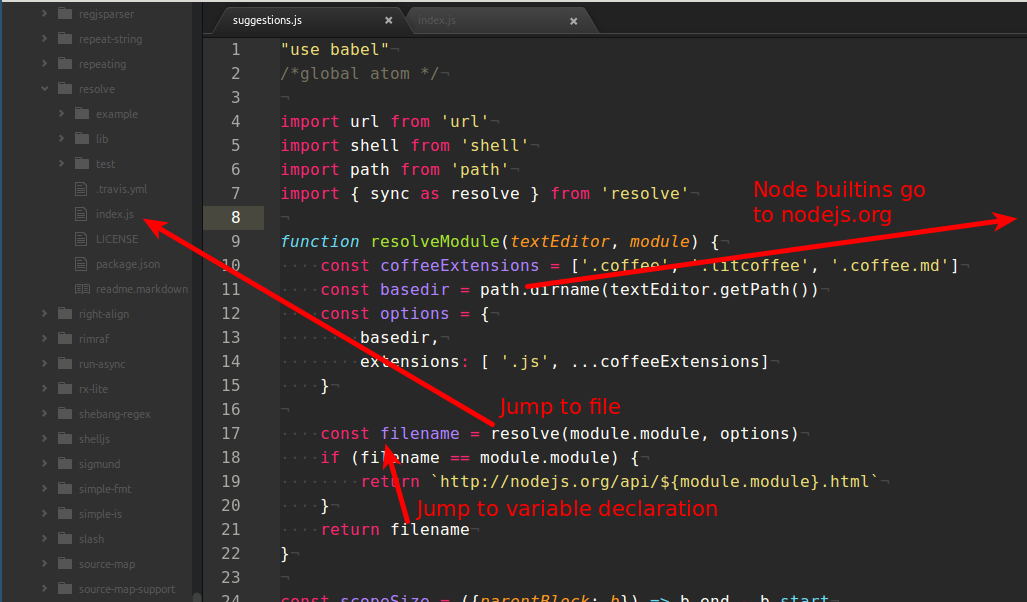 regjsparser
repeat-string
repeating
resolve
example
lib
test
.travis.yml
index.js
LICENSE
package.json
readme.markdown
right-align
rimraf
run-async
rx-lite
shebang-regex
shelljs
sigmund
simple-fmt
simple-is
slash
source-map
source-map-support
suggestions.js × index.js ×
1 "use babel"¬
2 /*global atom */¬
3 ¬
4 import url from 'url'¬
5 import shell from 'shell'¬
6 import path from 'path'¬
7 import { sync as resolve } from 'resolve'¬
8 ¬
9 function resolveModule(textEditor, module) {¬
10 ····const coffeeExtensions = ['.coffee', '.litcoffee', '.coffee.md']¬
11 ····const basedir = path.dirname(textEditor.getPath())¬
12 ····const options = {¬
13 ········basedir,¬
14 ········extensions: [ '.js', ...coffeeExtensions]¬
15 ····}¬
16 ¬
17 ····const filename = resolve(module.module, options)¬
18 ····if (filename == module.module) {¬
19 ········return `http://nodejs.org/api/${module.module}.html`¬
20 ····}¬
21 ····return filename¬
22 }¬
23 ¬
24 const scopeSize = ({parentBlock: b}) => b.end - b.start¬
Node builtins go
to nodejs.org
Jump to file
Jump to variable declaration